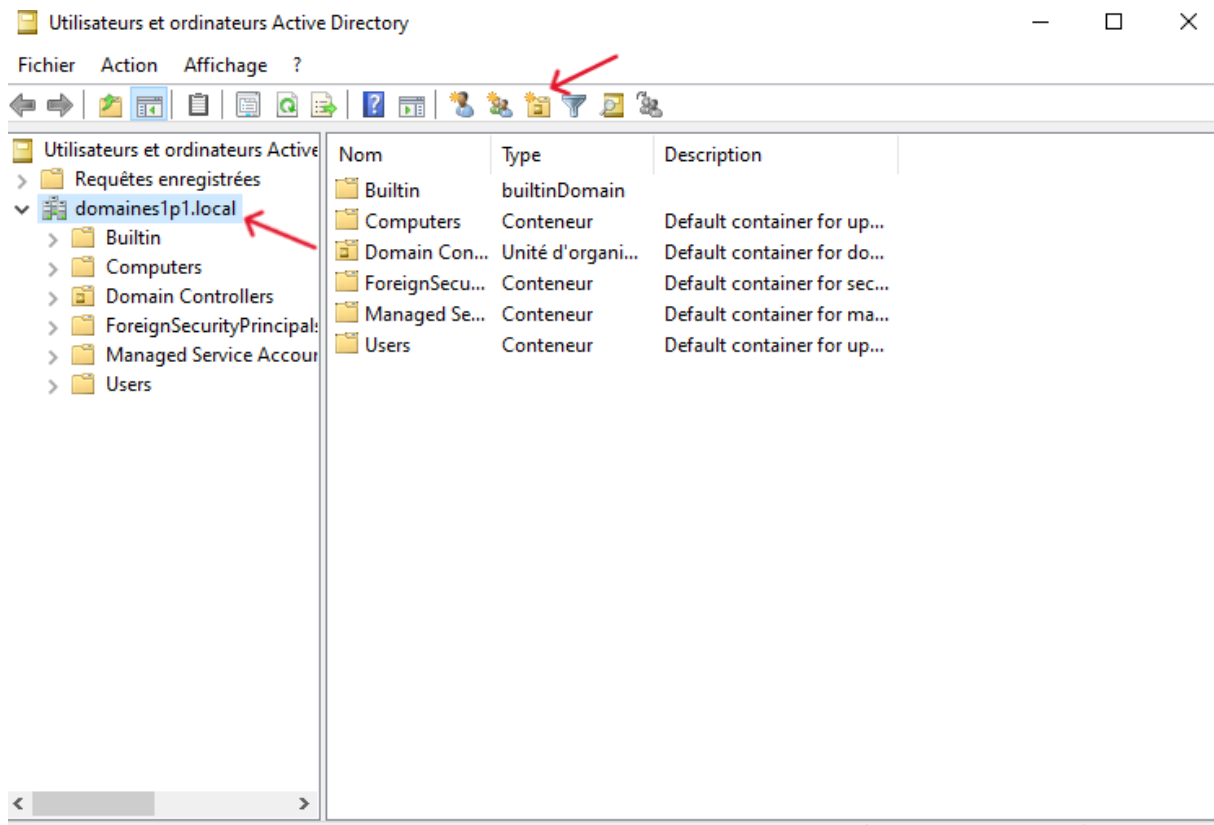 Utilisateurs et ordinateurs Active Directory
Fichier Action Affichage ?
Utilisateurs et ordinateurs Active
Requêtes enregistrées
domaines1p1.local
Builtin
Computers
Domain Controllers
ForeignSecurityPrincipals
Managed Service Accour
Users
Nom Type Description
Builtin builtinDomain
Computers Conteneur Default container for up...
Domain Con... Unité d'organi... Default container for do...
ForeignSecu... Conteneur Default container for sec...
Managed Se... Conteneur Default container for ma...
Users Conteneur Default container for up...